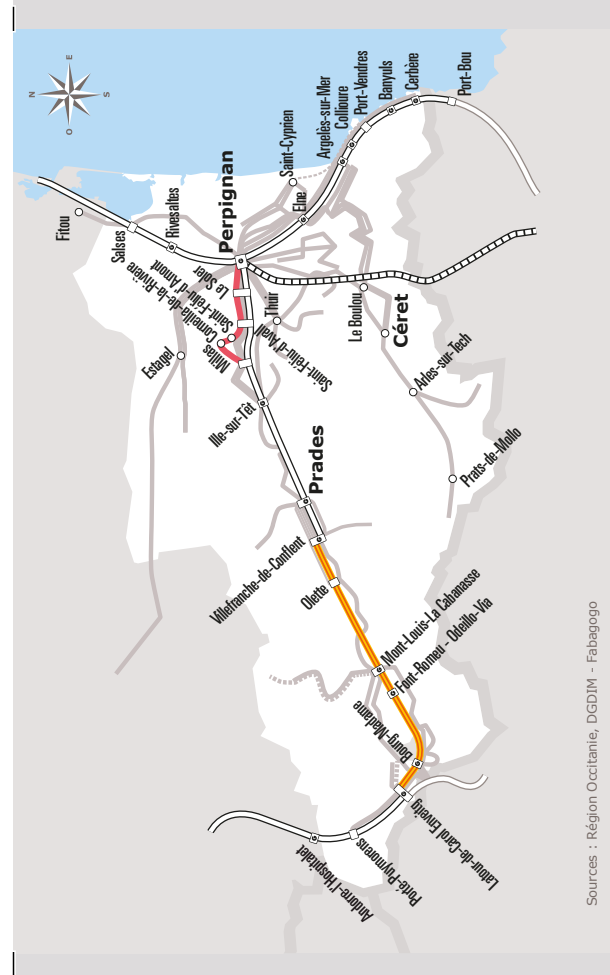 N
E
S
O
Fitou
Salses
Rivesaltes
Perpignan
Saint-Cyprien
Elne
Argelès-sur-Mer
Collioure
Port-Vendres
Banyuls
Cerbère
Port-Bou
Estagel
Millas
Corneilla-de-la-Rivière
Saint-Féliu-d'Amont
Le Soler
Saint-Féliu-d'Avall
Thuir
Le Boulou
Céret
Arles-sur-Tech
Prats-de-Mollo
Ille-sur-Têt
Prades
Villefranche-de-Conflent
Olette
Mont-Louis-La Cabanasse
Font-Romeu - Odeillo-Via
Bourg-Madame
Latour-de-Carol Enveitg
Porté-Puymorens
Andorre-l'Hospitalet
Sources : Région Occitanie, DGDIM - Fabagogo